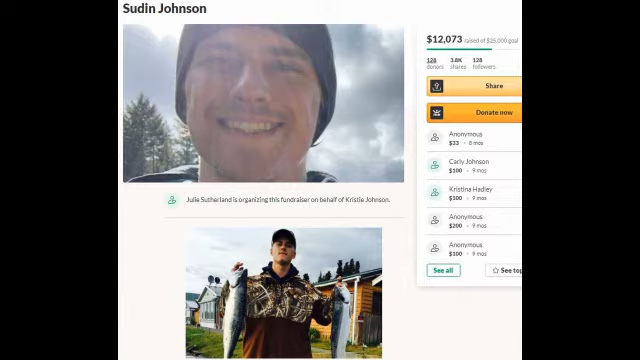 Sudin Johnson
Julie Sutherland is organizing this fundraiser on behalf of Kristie Johnson.
$12,073 raised of $25,000 goal
128 3.8K 128
donors shares followers
Share
Donate now
Anonymous
$33 • 8 mos
Carly Johnson
$100 • 9 mos
Kristina Hadley
$100 • 9 mos
Anonymous
$200 • 9 mos
Anonymous
$100 • 9 mos
See all
See top